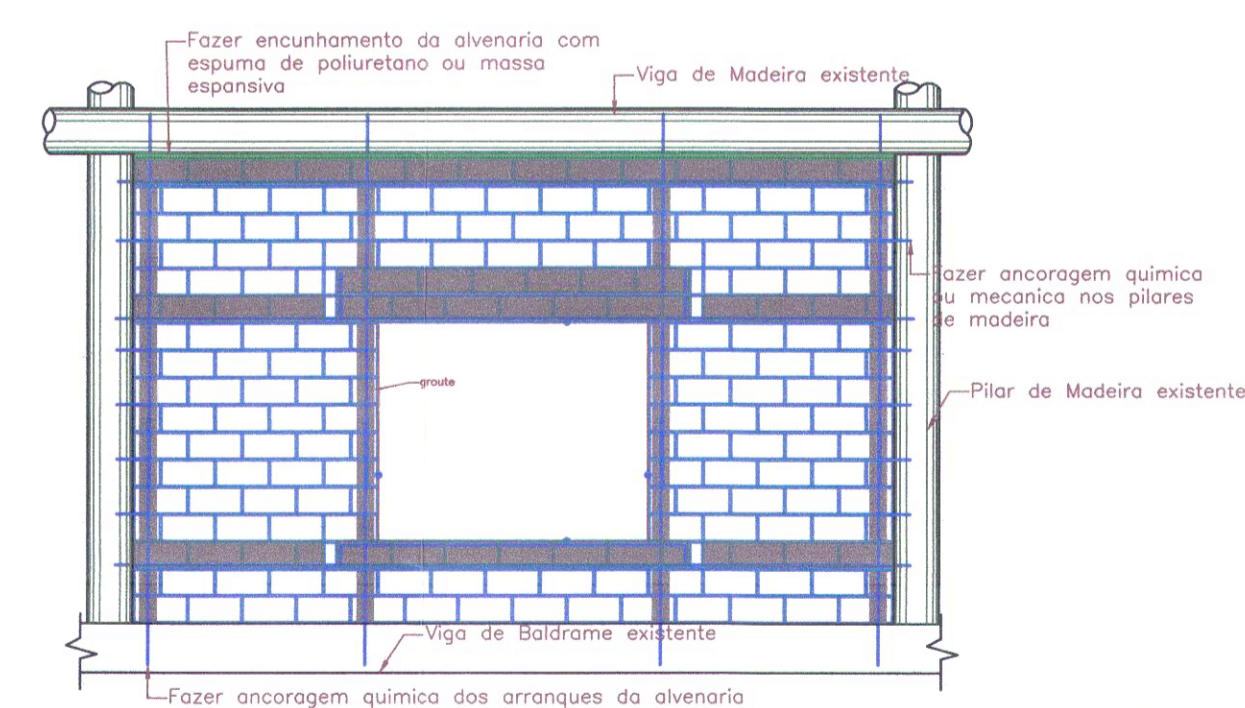 Fazer encunhamento da alvenaria com
espuma de poliuretano ou massa
espansiva
Viga de Madeira existente
Fazer ancoragem quimica
ou mecanica nos pilares
de madeira
groute
Pilar de Madeira existente
Viga de Baldrame existente
Fazer ancoragem quimica dos arranques da alvenaria